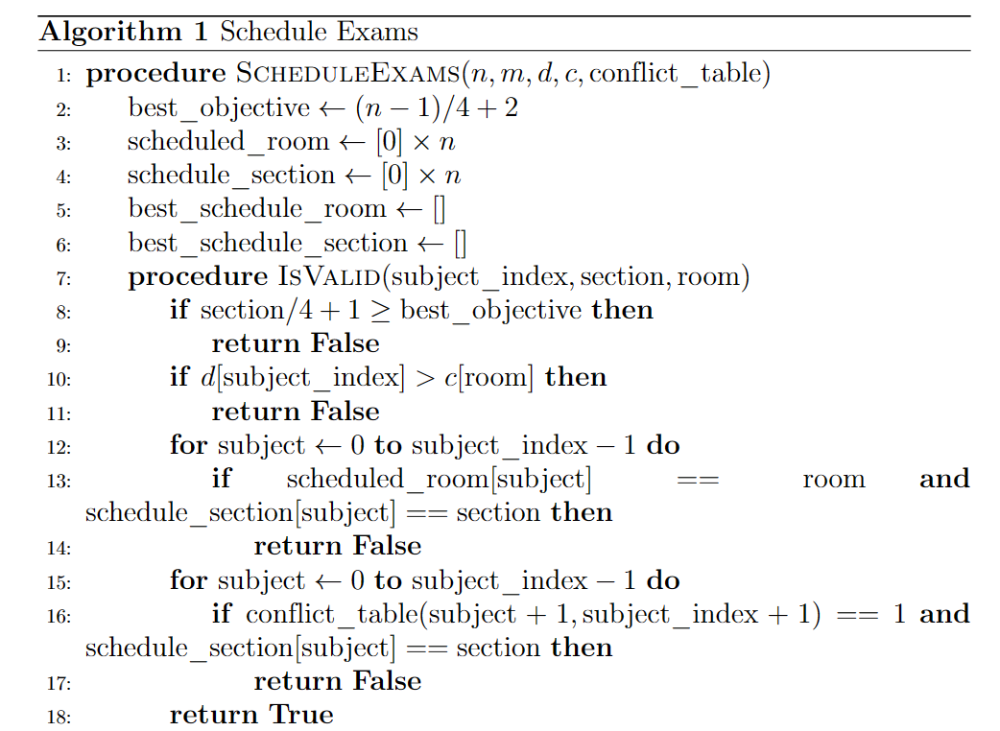 Algorithm 1 Schedule Exams
1: procedure SCHEDULEEXAMS(n, m, d, c, conflict_table)
2: best_objective ← (n − 1)/4 + 2
3: scheduled_room ← [0] × n
4: schedule_section ← [0] × n
5: best_schedule_room ← []
6: best_schedule_section ← []
7: procedure ISVALID(subject_index, section, room)
8: if section/4 + 1 ≥ best_objective then
9: return False
10: if d[subject_index] > c[room] then
11: return False
12: for subject ← 0 to subject_index − 1 do
13: if scheduled_room[subject] == room and
schedule_section[subject] == section then
14: return False
15: for subject ← 0 to subject_index − 1 do
16: if conflict_table(subject + 1, subject_index + 1) == 1 and
schedule_section[subject] == section then
17: return False
18: return True